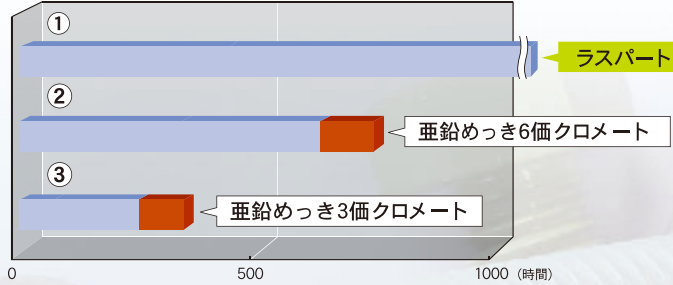 ①
ラスパート
②
亜鉛めっき6価クロメート
③
亜鉛めっき3価クロメート
0 500 1000 (時間)